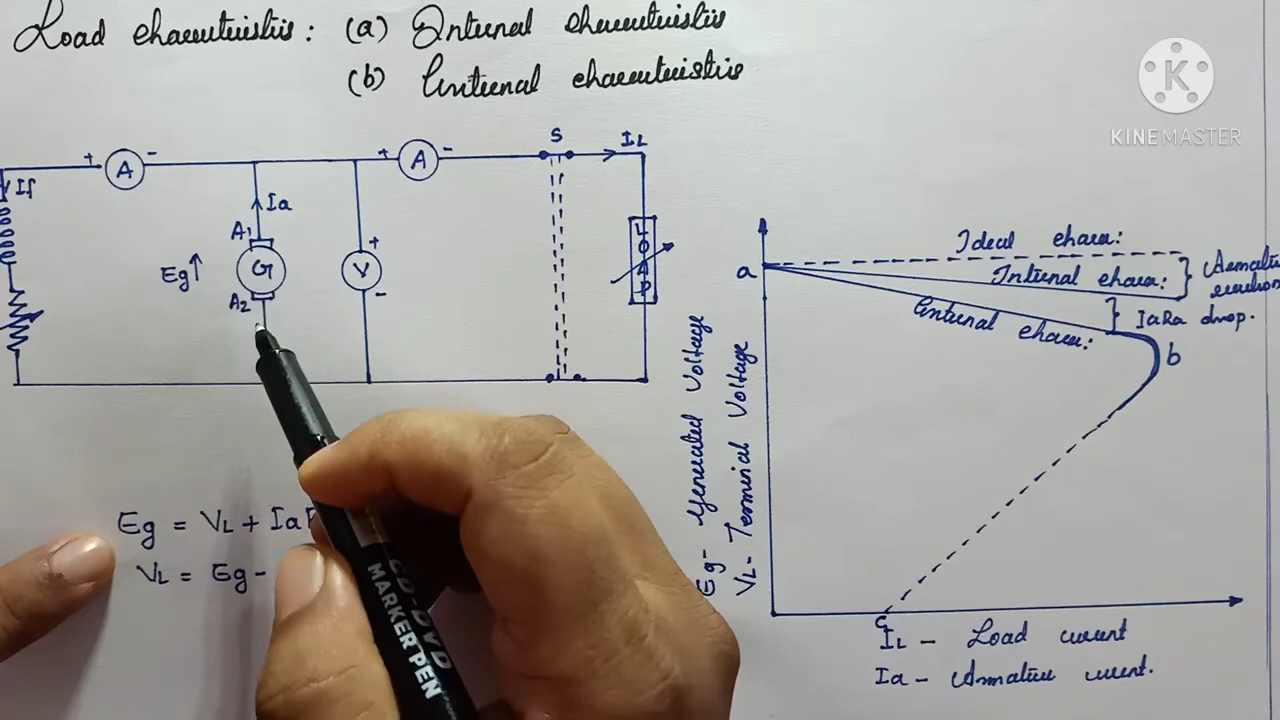 Load characteristics: (a) Internal characteristics
(b) External characteristics
KINEMASTER
K
+ A -
+ A -
S
IL
If
Ia
A1
Eg↑
G
A2
+
V
-
LOAD
Eg = VL + Ia
VL = Eg -
a
Ideal chara:
Internal chara:
External chara:
Armature
reaction
IaRa drop.
b
c
Eg - Generated Voltage
VL - Terminal Voltage
IL - Load current
Ia - Armature current.